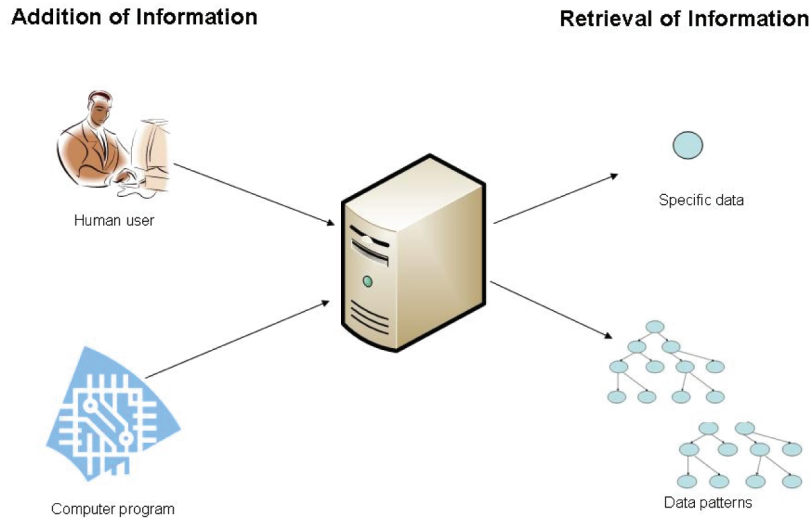 Addition of Information
Retrieval of Information
Human user
Specific data
Computer program
Data patterns